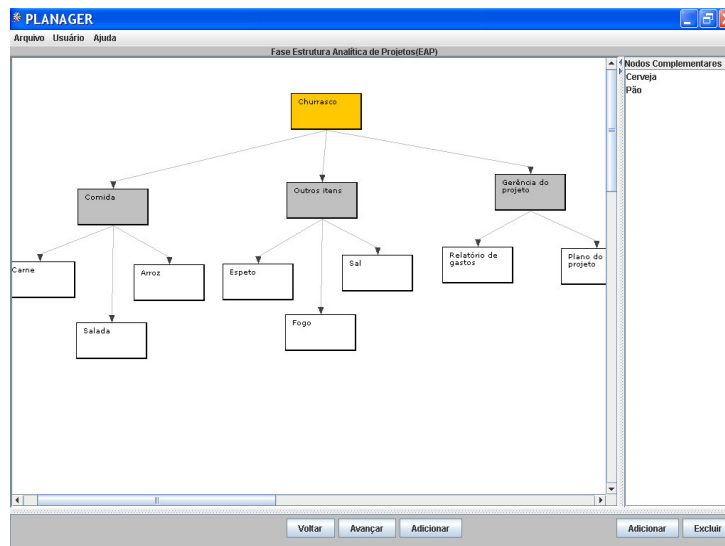 PLANAGER
Arquivo Usuário Ajuda
Fase Estrutura Analítica de Projetos(EAP)
Nodos Complementares
Cerveja
Pão
Churrasco
Comida
Outros itens
Gerência do
projeto
Carne
Arroz
Espeto
Sal
Relatório de
gastos
Plano do
projeto
Salada
Fogo
Voltar Avançar Adicionar Adicionar Excluir